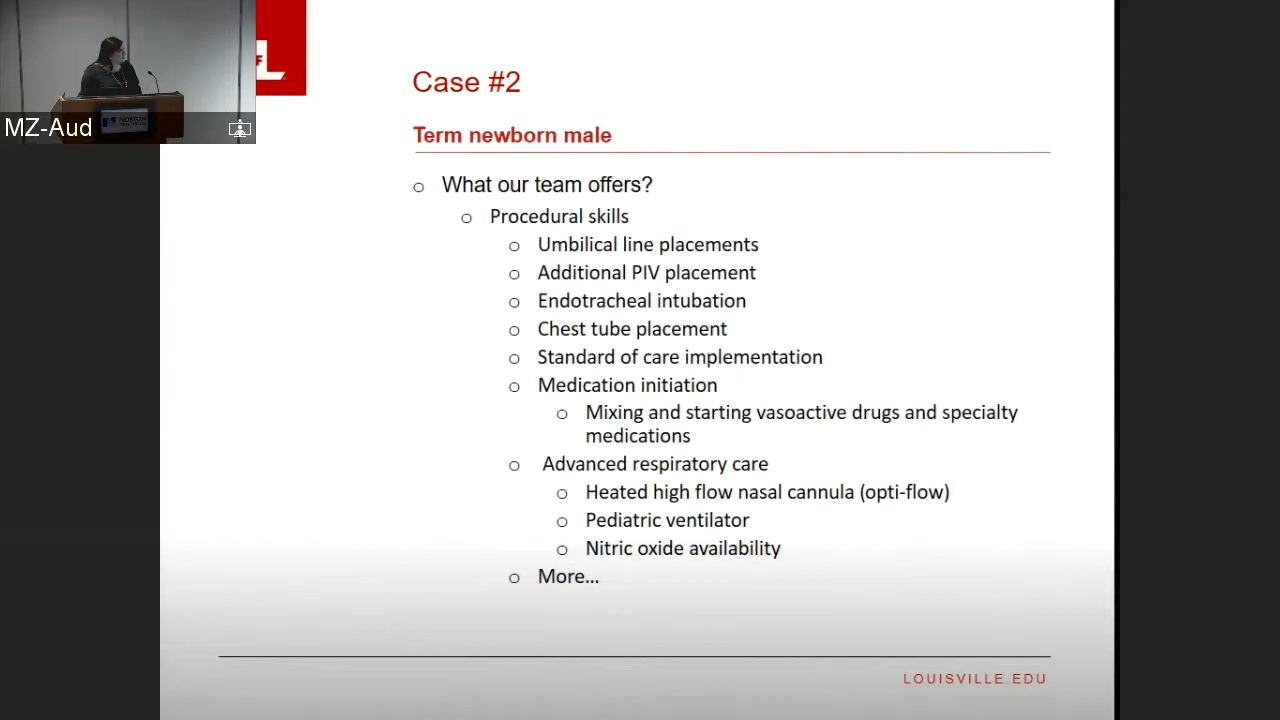 MZ-Aud
NORTON
L
Case #2
Term newborn male
What our team offers?
Procedural skills
Umbilical line placements
Additional PIV placement
Endotracheal intubation
Chest tube placement
Standard of care implementation
Medication initiation
Mixing and starting vasoactive drugs and specialty
medications
Advanced respiratory care
Heated high flow nasal cannula (opti-flow)
Pediatric ventilator
Nitric oxide availability
More...
LOUISVILLE.EDU